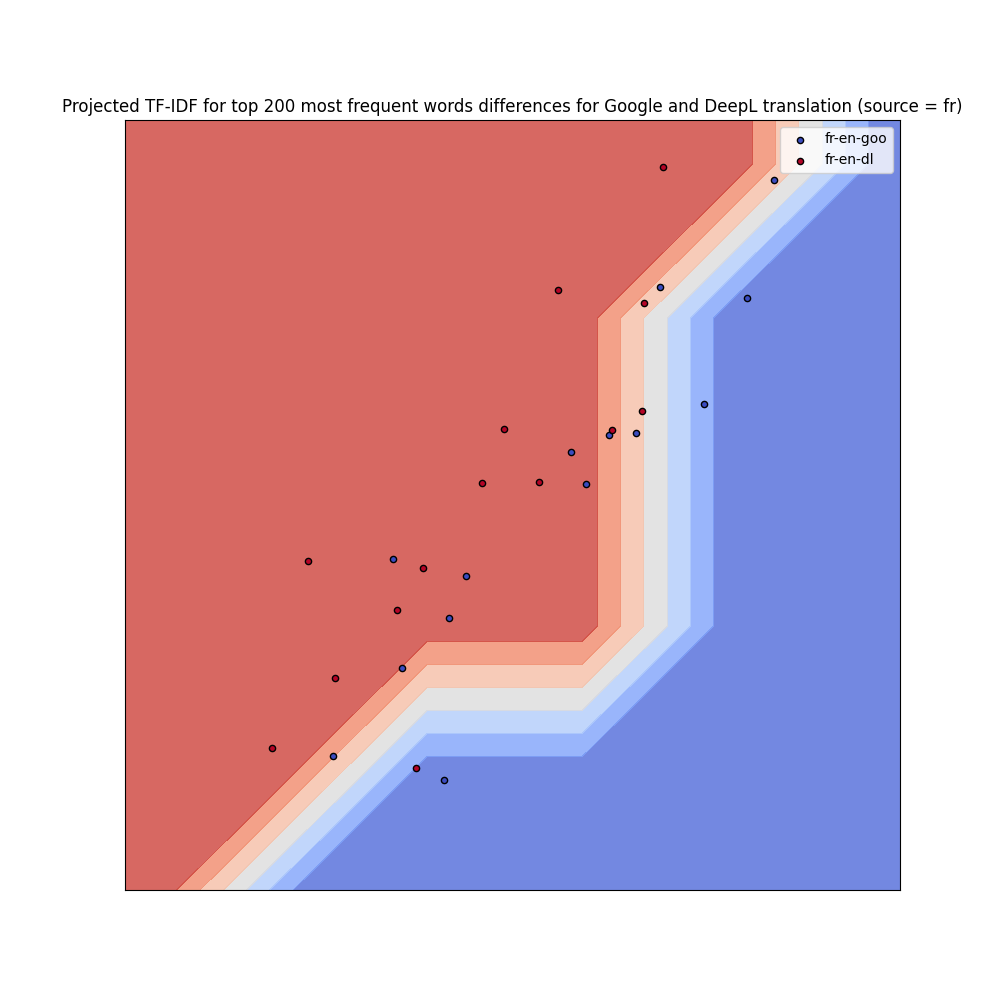 Projected TF-IDF for top 200 most frequent words differences for Google and DeepL translation (source = fr)
fr-en-goo
fr-en-dl